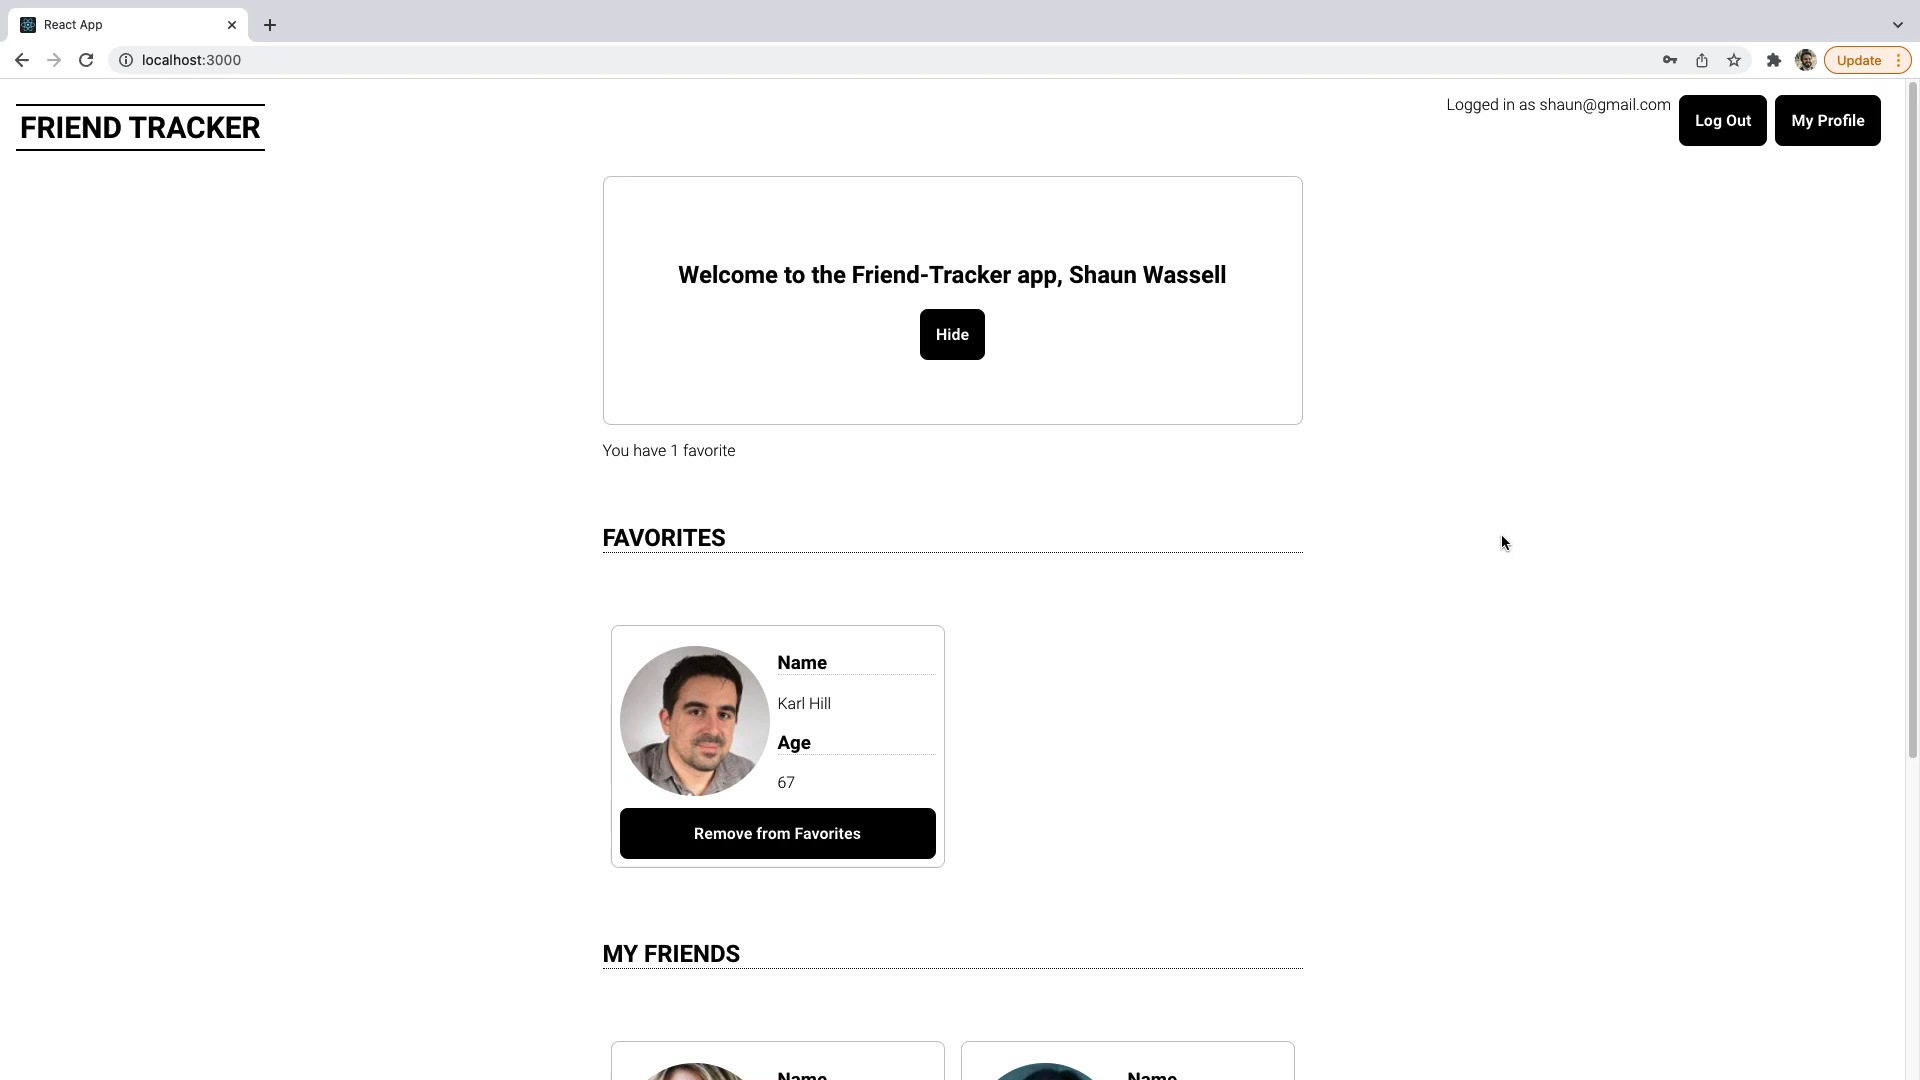 React App
localhost:3000
Update
FRIEND TRACKER
Logged in as shaun@gmail.com
Log Out
My Profile
Welcome to the Friend-Tracker app, Shaun Wassell
Hide
You have 1 favorite
FAVORITES
Name
Karl Hill
Age
67
Remove from Favorites
MY FRIENDS
Name
Name